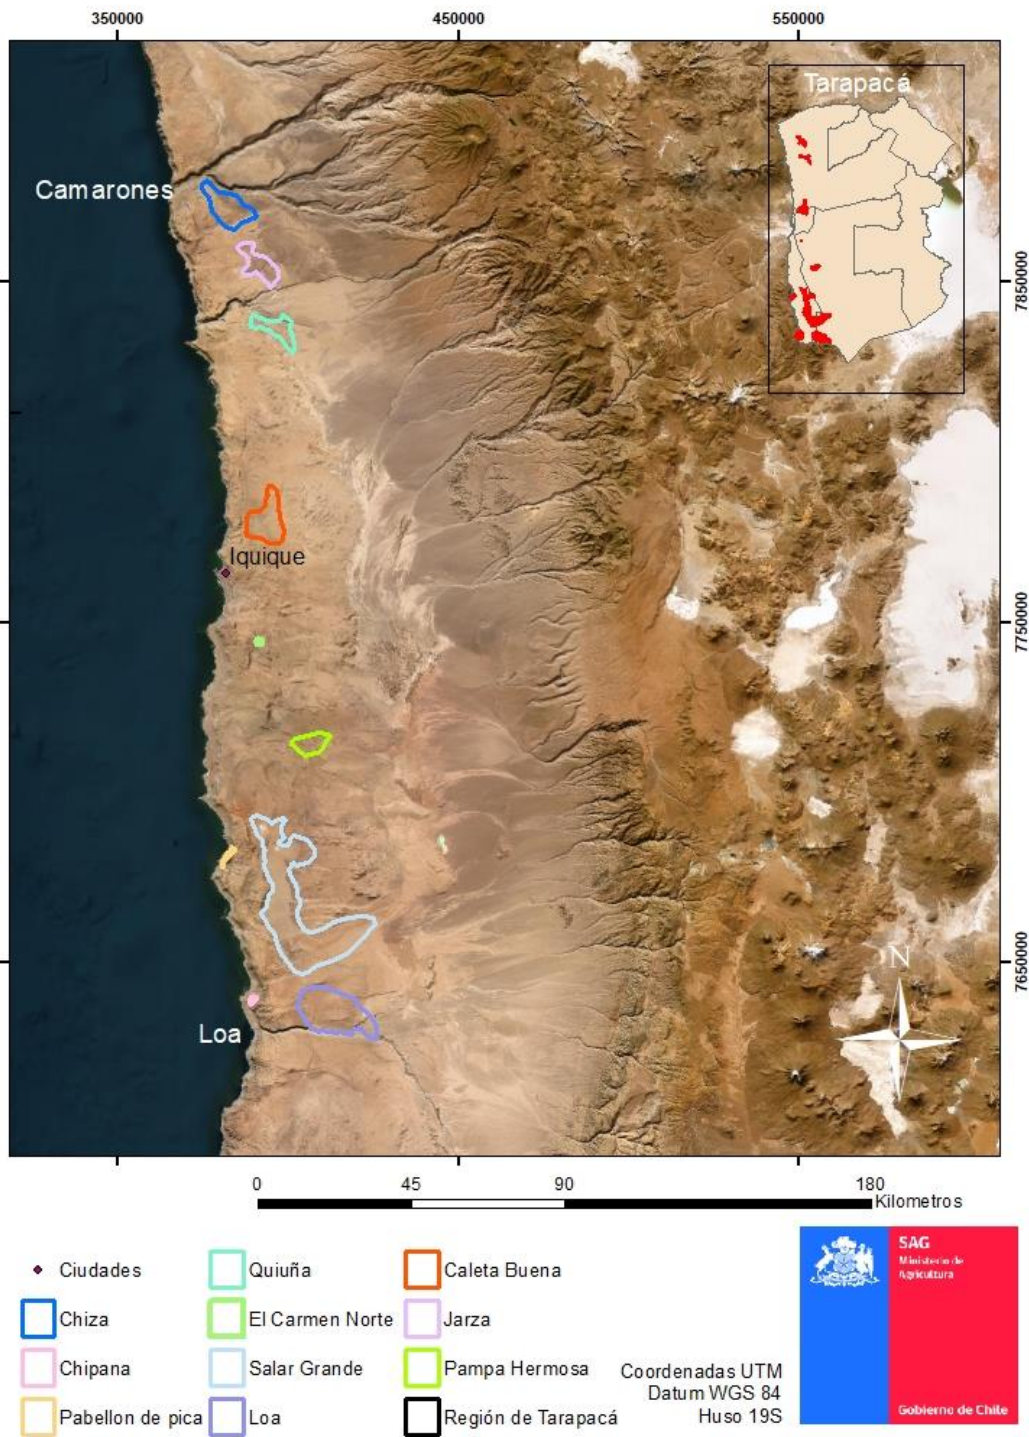 350000
450000
550000
Tarapacá
Camarones
7850000
Iquique
7750000
7650000
N
Loa
0
45
90
180
Kilometros
Ciudades
Quiuña
Caleta Buena
Chiza
El Carmen Norte
Jarza
Chipana
Salar Grande
Pampa Hermosa
Pabellon de pica
Loa
Región de Tarapacá
Coordenadas UTM
Datum WGS 84
Huso 19S
SAG
Ministerio de
Agricultura
Gobierno de Chile